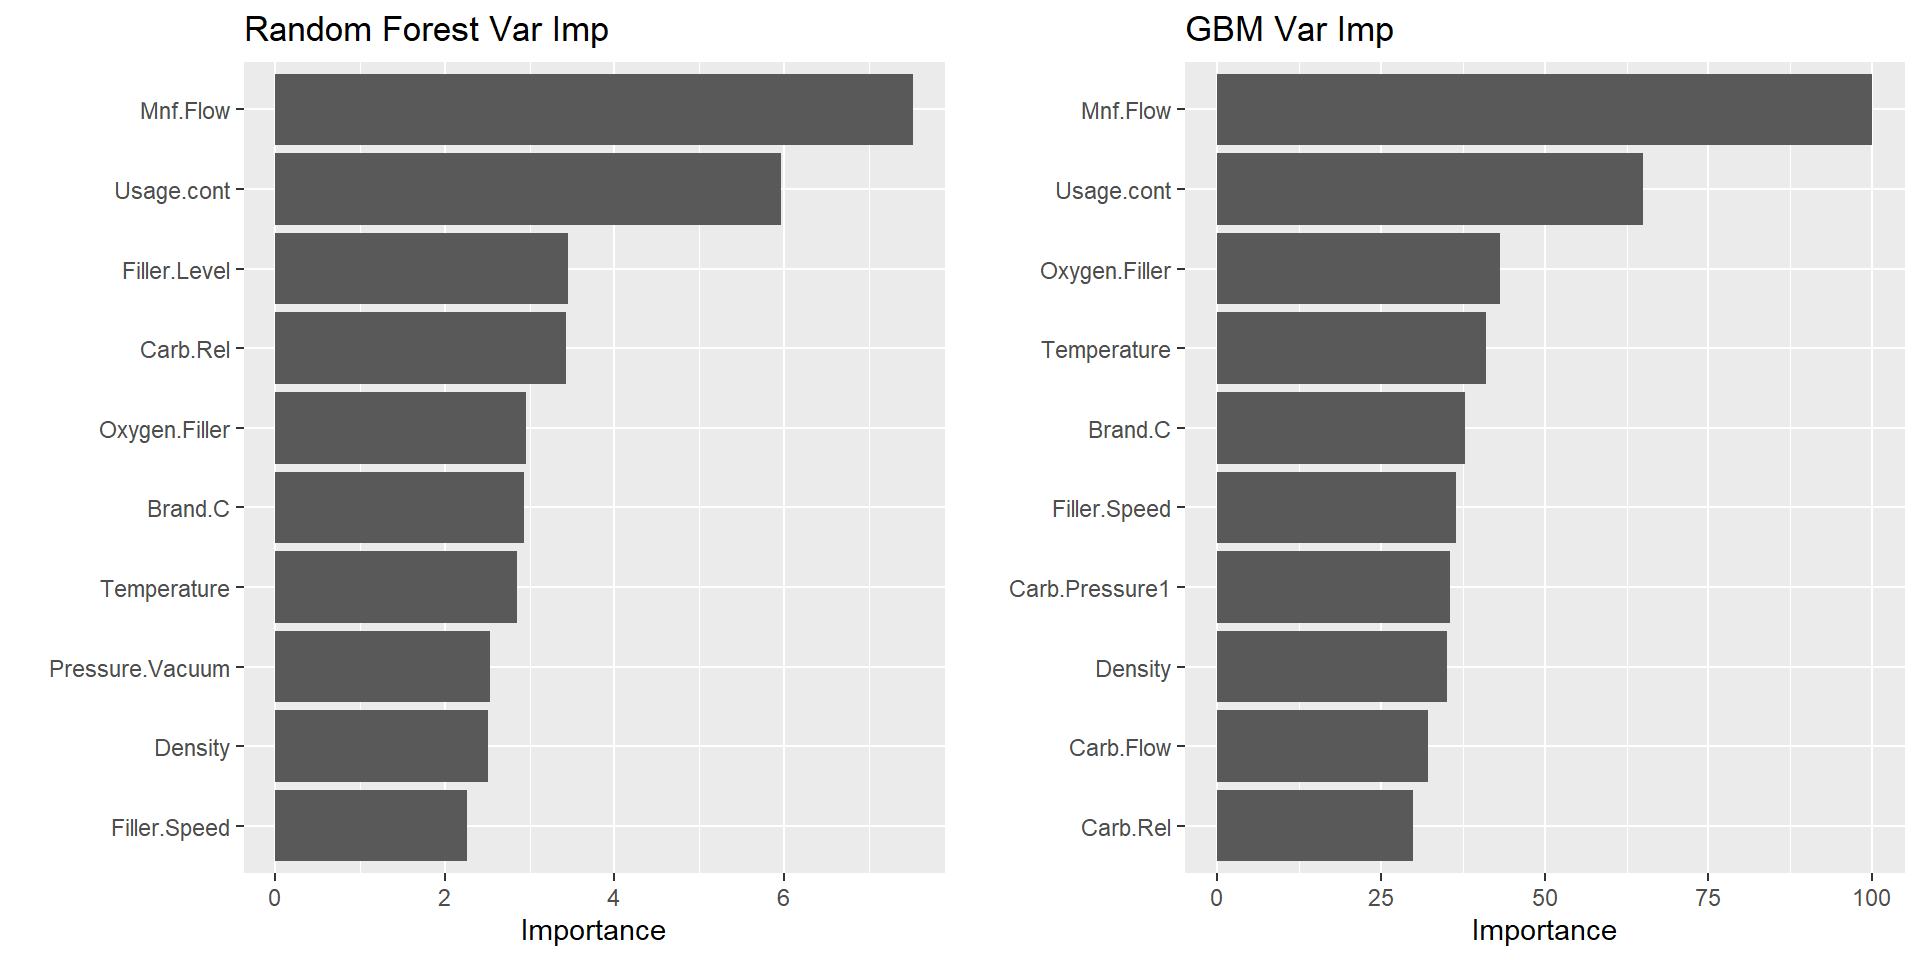 Random Forest Var Imp
Mnf.Flow
Usage.cont
Filler.Level
Carb.Rel
Oxygen.Filler
Brand.C
Temperature
Pressure.Vacuum
Density
Filler.Speed
0 2 4 6
Importance
GBM Var Imp
Mnf.Flow
Usage.cont
Oxygen.Filler
Temperature
Brand.C
Filler.Speed
Carb.Pressure1
Density
Carb.Flow
Carb.Rel
0 25 50 75 100
Importance